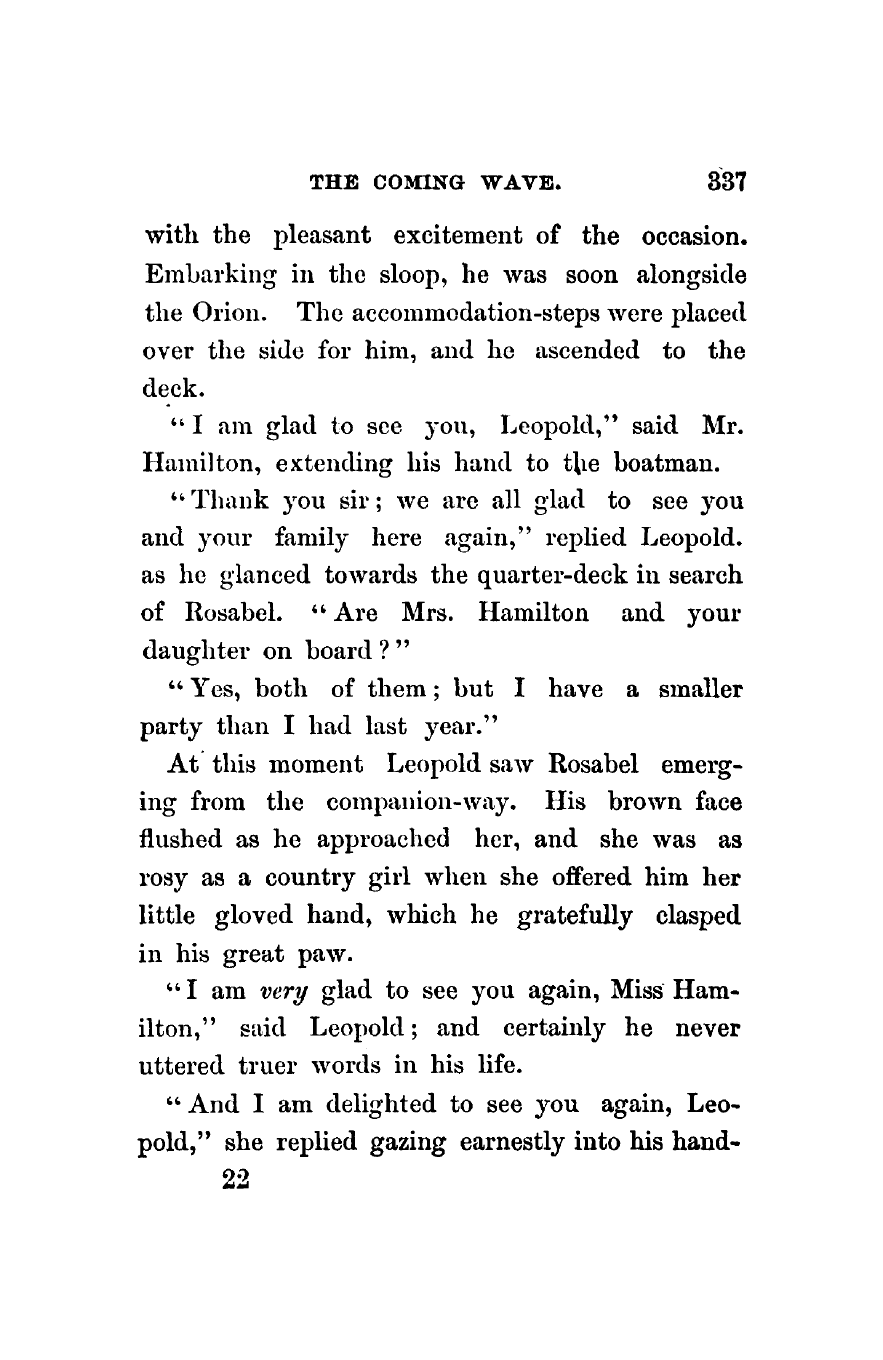 THE COMING WAVE. 337
with the pleasant excitement of the occasion.
Embarking in the sloop, he was soon alongside
the Orion. The accommodation-steps were placed
over the side for him, and he ascended to the
deck.
“I am glad to see you, Leopold,” said Mr.
Hamilton, extending his hand to the boatman.
“Thank you sir; we are all glad to see you
and your family here again,” replied Leopold.
as he glanced towards the quarter-deck in search
of Rosabel. “Are Mrs. Hamilton and your
daughter on board?”
“Yes, both of them; but I have a smaller
party than I had last year.”
At this moment Leopold saw Rosabel emerg-
ing from the companion-way. His brown face
flushed as he approached her, and she was as
rosy as a country girl when she offered him her
little gloved hand, which he gratefully clasped
in his great paw.
“I am very glad to see you again, Miss Ham-
ilton,” said Leopold; and certainly he never
uttered truer words in his life.
“And I am delighted to see you again, Leo-
pold,” she replied gazing earnestly into his hand-
22